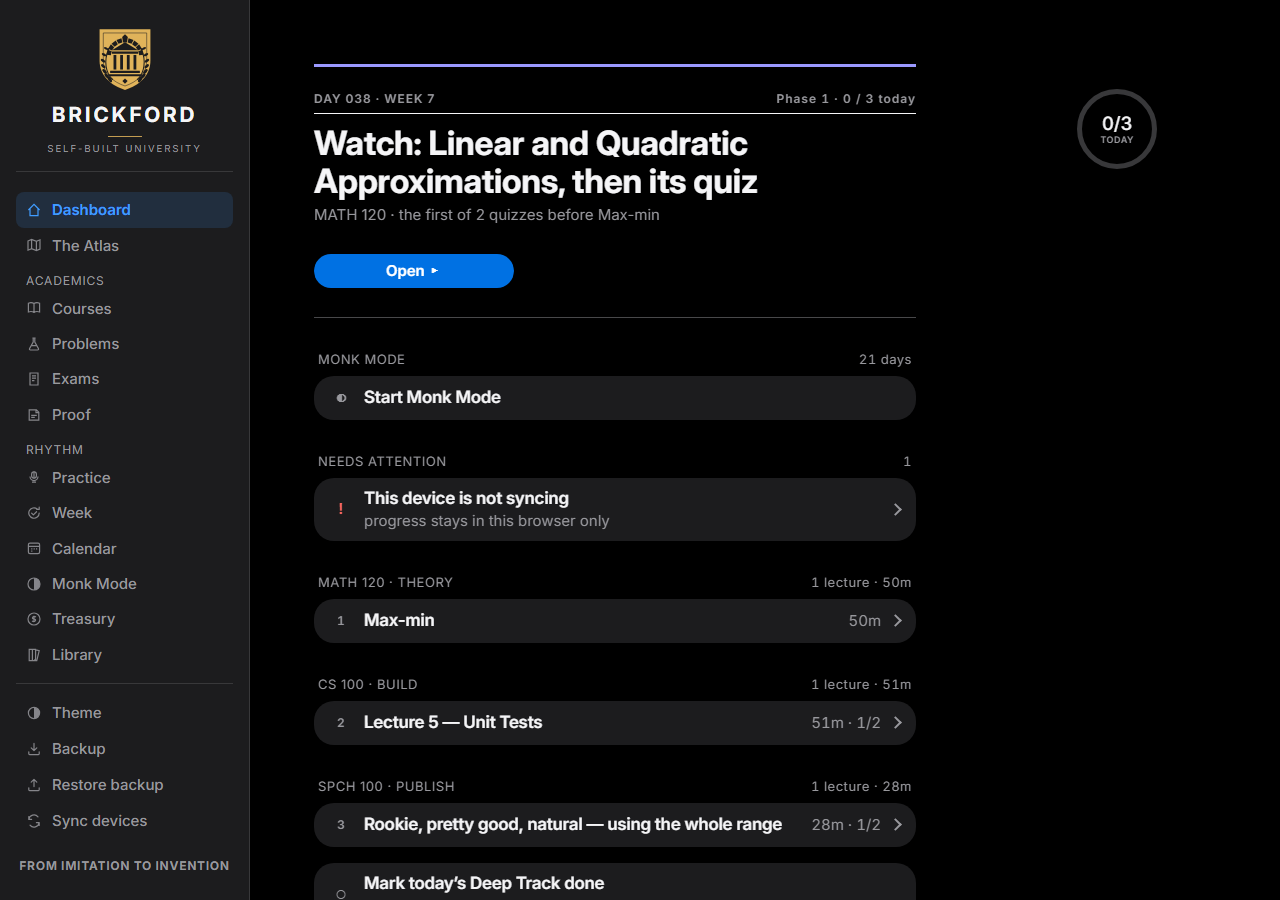 BRICKFORD
SELF-BUILT UNIVERSITY
Dashboard
The Atlas
ACADEMICS
Courses
Problems
Exams
Proof
RHYTHM
Practice
Week
Calendar
Monk Mode
Treasury
Library
Theme
Backup
Restore backup
Sync devices
FROM IMITATION TO INVENTION
DAY 038 · WEEK 7
Phase 1 · 0 / 3 today
Watch: Linear and Quadratic
Approximations, then its quiz
MATH 120 · the first of 2 quizzes before Max-min
Open ▸
MONK MODE
21 days
Start Monk Mode
NEEDS ATTENTION
1
!
This device is not syncing
progress stays in this browser only
MATH 120 · THEORY
1 lecture · 50m
1
Max-min
50m
CS 100 · BUILD
1 lecture · 51m
2
Lecture 5 — Unit Tests
51m · 1/2
SPCH 100 · PUBLISH
1 lecture · 28m
3
Rookie, pretty good, natural — using the whole range
28m · 1/2
Mark today’s Deep Track done
0/3
TODAY